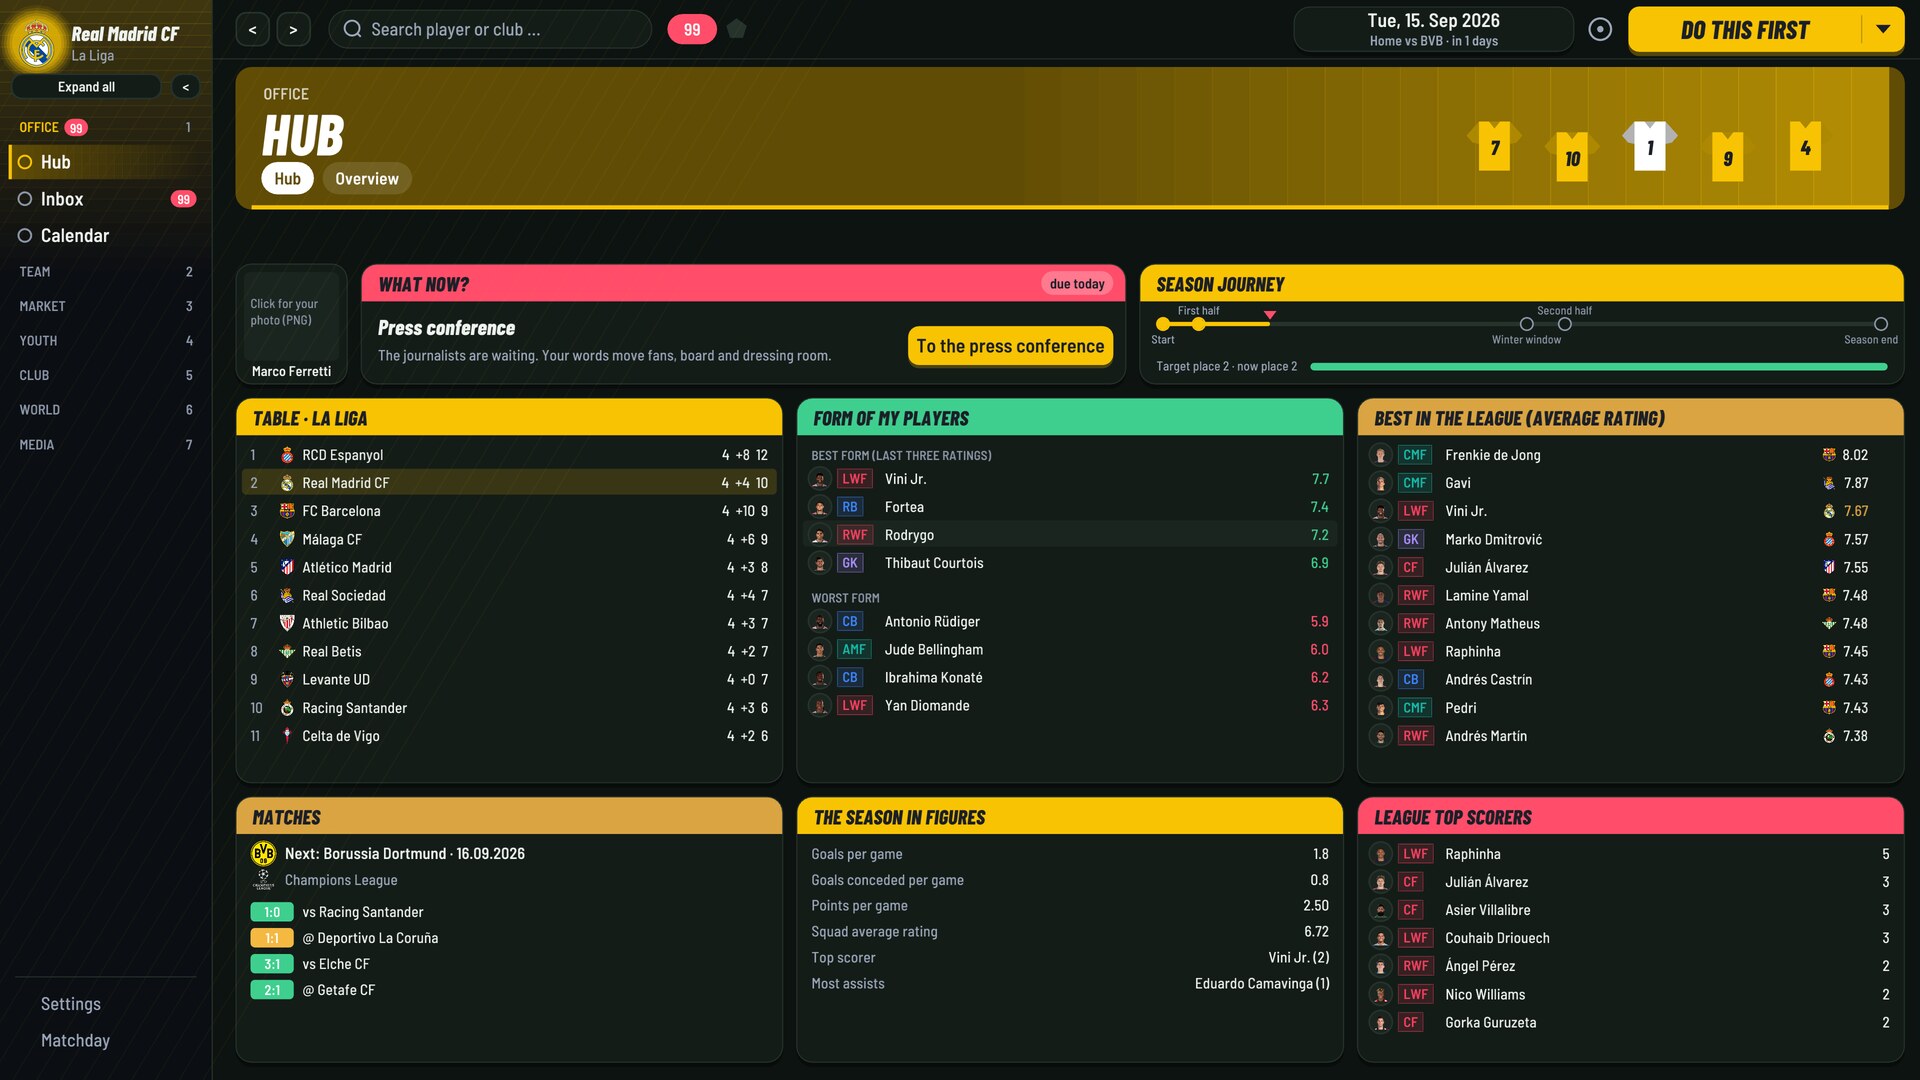 Real Madrid CF
La Liga
Expand all
<
OFFICE 99 1
Hub
Inbox 99
Calendar
TEAM 2
MARKET 3
YOUTH 4
CLUB 5
WORLD 6
MEDIA 7
Settings
Matchday
< > Search player or club ... 99
Tue, 15. Sep 2026
Home vs BVB · in 1 days
DO THIS FIRST
OFFICE
HUB
Hub Overview
7 10 1 9 4
Click for your
photo (PNG)
Marco Ferretti
WHAT NOW? due today
Press conference
The journalists are waiting. Your words move fans, board and dressing room.
To the press conference
SEASON JOURNEY
First half Second half
Start Winter window Season end
Target place 2 · now place 2
TABLE · LA LIGA
1 RCD Espanyol 4 +8 12
2 Real Madrid CF 4 +4 10
3 FC Barcelona 4 +10 9
4 Málaga CF 4 +6 9
5 Atlético Madrid 4 +3 8
6 Real Sociedad 4 +4 7
7 Athletic Bilbao 4 +3 7
8 Real Betis 4 +2 7
9 Levante UD 4 +0 7
10 Racing Santander 4 +3 6
11 Celta de Vigo 4 +2 6
FORM OF MY PLAYERS
BEST FORM (LAST THREE RATINGS)
LWF Vini Jr. 7.7
RB Fortea 7.4
RWF Rodrygo 7.2
GK Thibaut Courtois 6.9
WORST FORM
CB Antonio Rüdiger 5.9
AMF Jude Bellingham 6.0
CB Ibrahima Konaté 6.2
LWF Yan Diomande 6.3
BEST IN THE LEAGUE (AVERAGE RATING)
CMF Frenkie de Jong 8.02
CMF Gavi 7.87
LWF Vini Jr. 7.67
GK Marko Dmitrović 7.57
CF Julián Álvarez 7.55
RWF Lamine Yamal 7.48
RWF Antony Matheus 7.48
LWF Raphinha 7.45
CB Andrés Castrín 7.43
CMF Pedri 7.43
RWF Andrés Martín 7.38
MATCHES
BVB 09
Next: Borussia Dortmund · 16.09.2026
Champions League
1:0 vs Racing Santander
1:1 @ Deportivo La Coruña
3:1 vs Elche CF
2:1 @ Getafe CF
THE SEASON IN FIGURES
Goals per game 1.8
Goals conceded per game 0.8
Points per game 2.50
Squad average rating 6.72
Top scorer Vini Jr. (2)
Most assists Eduardo Camavinga (1)
LEAGUE TOP SCORERS
LWF Raphinha 5
CF Julián Álvarez 3
CF Asier Villalibre 3
LWF Couhaib Driouech 3
RWF Ángel Pérez 2
LWF Nico Williams 2
CF Gorka Guruzeta 2